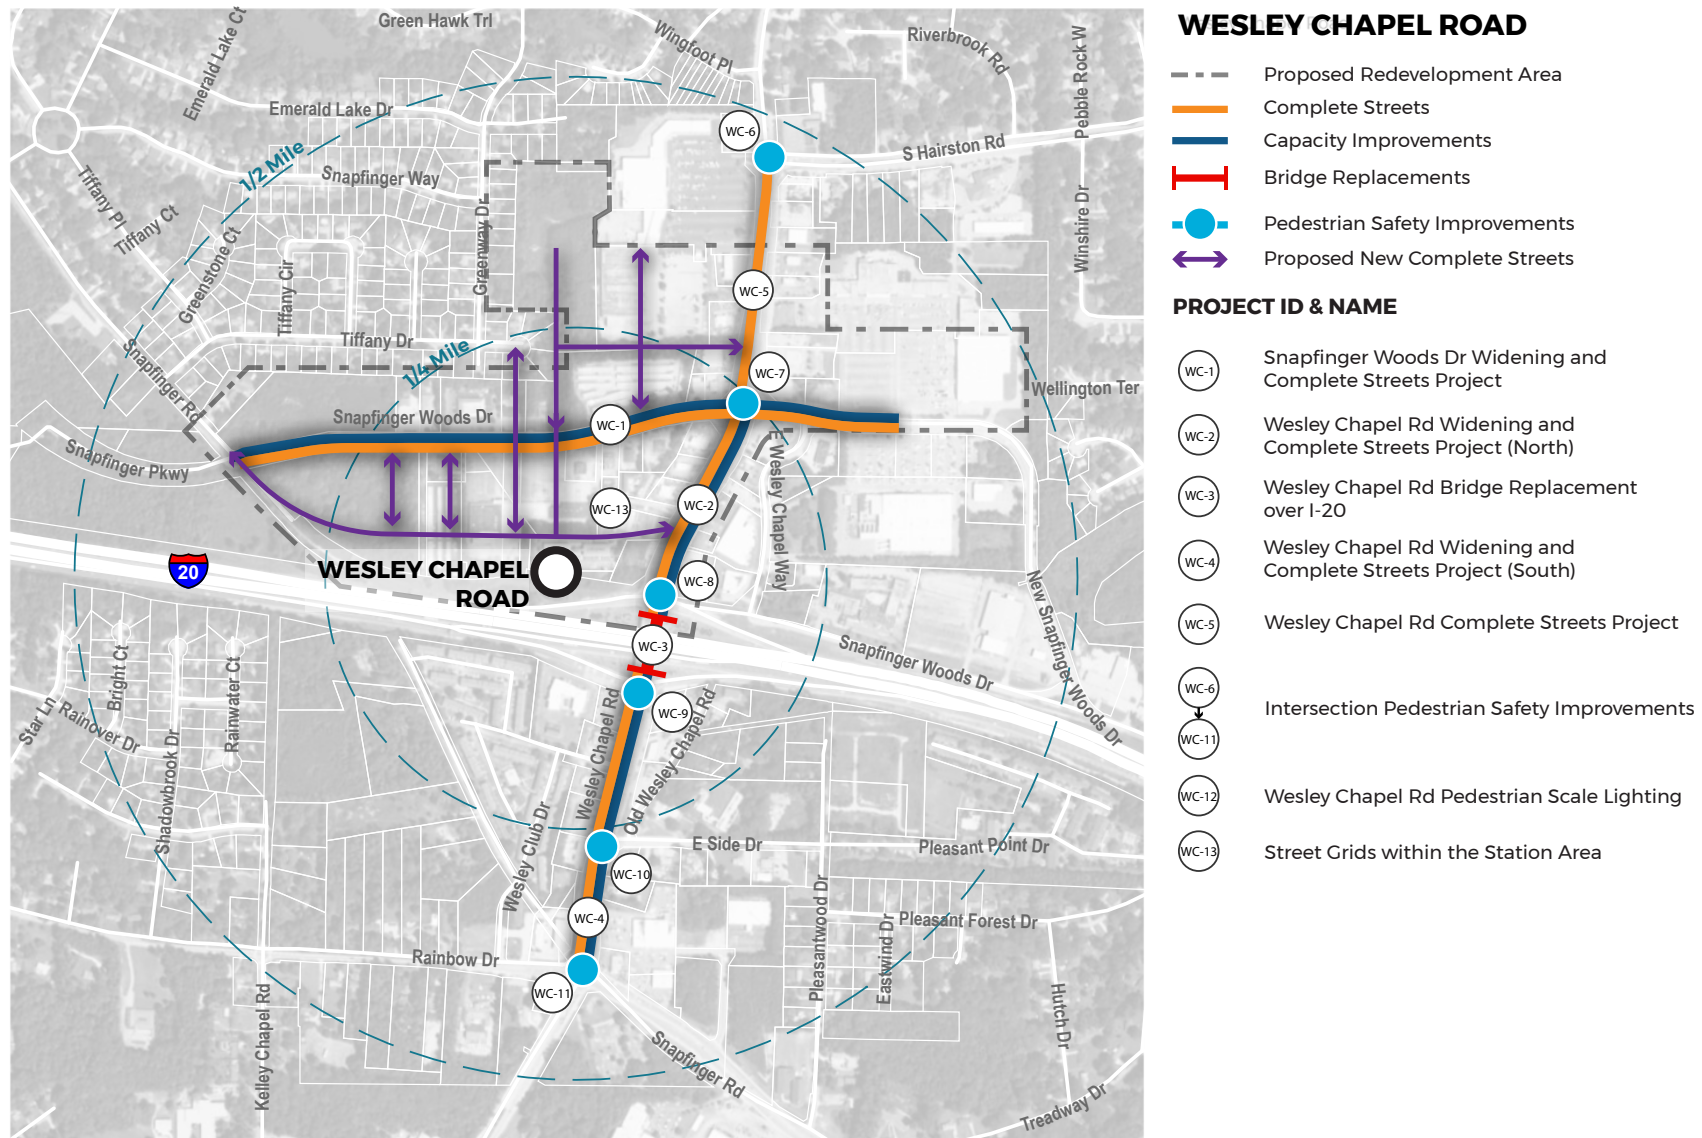 Green Hawk Trl
Emerald Lake Ct
Wingfoot Pl
Riverbrook Rd
Pebble Rock W
Emerald Lake Dr
WC-6
S Hairston Rd
1/2 Mile
Snapfinger Way
Tiffany Pl
Tiffany Ct
Greenstone Ct
Tiffany Cir
Greenway Dr
Winshire Dr
WC-5
Tiffany Dr
1/4 Mile
Snapfinger Rd
WC-7
Wellington Ter
Snapfinger Woods Dr
WC-1
Snapfinger Pkwy
E Wesley Chapel Way
WC-13
WC-2
20
WESLEY CHAPEL
ROAD
WC-8
New Snapfinger Woods Dr
WC-3
Snapfinger Woods Dr
Star Ln
Bright Ct
Rainover Dr
Rainwater Ct
Shadowbrook Dr
Wesley Chapel Rd
WC-9
Old Wesley Chapel Rd
Wesley Club Dr
E Side Dr
Pleasant Point Dr
WC-10
WC-4
Pleasantwood Dr
Eastwind Dr
Pleasant Forest Dr
Rainbow Dr
WC-11
Kelley Chapel Rd
Hutch Dr
Snapfinger Rd
Treadway Dr
WESLEY CHAPEL ROAD
Proposed Redevelopment Area
Complete Streets
Capacity Improvements
Bridge Replacements
Pedestrian Safety Improvements
Proposed New Complete Streets
PROJECT ID & NAME
WC-1 Snapfinger Woods Dr Widening and
Complete Streets Project
WC-2 Wesley Chapel Rd Widening and
Complete Streets Project (North)
WC-3 Wesley Chapel Rd Bridge Replacement
over I-20
WC-4 Wesley Chapel Rd Widening and
Complete Streets Project (South)
WC-5 Wesley Chapel Rd Complete Streets Project
WC-6
Intersection Pedestrian Safety Improvements
WC-11
WC-12 Wesley Chapel Rd Pedestrian Scale Lighting
WC-13 Street Grids within the Station Area